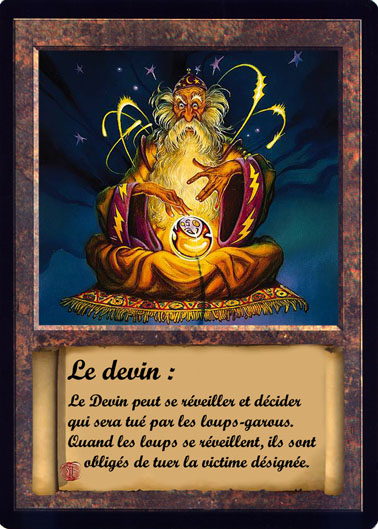 Le devin :
Le Devin peut se réveiller et décider
qui sera tué par les loups-garous.
Quand les loups se réveillent, ils sont
obligés de tuer la victime désignée.